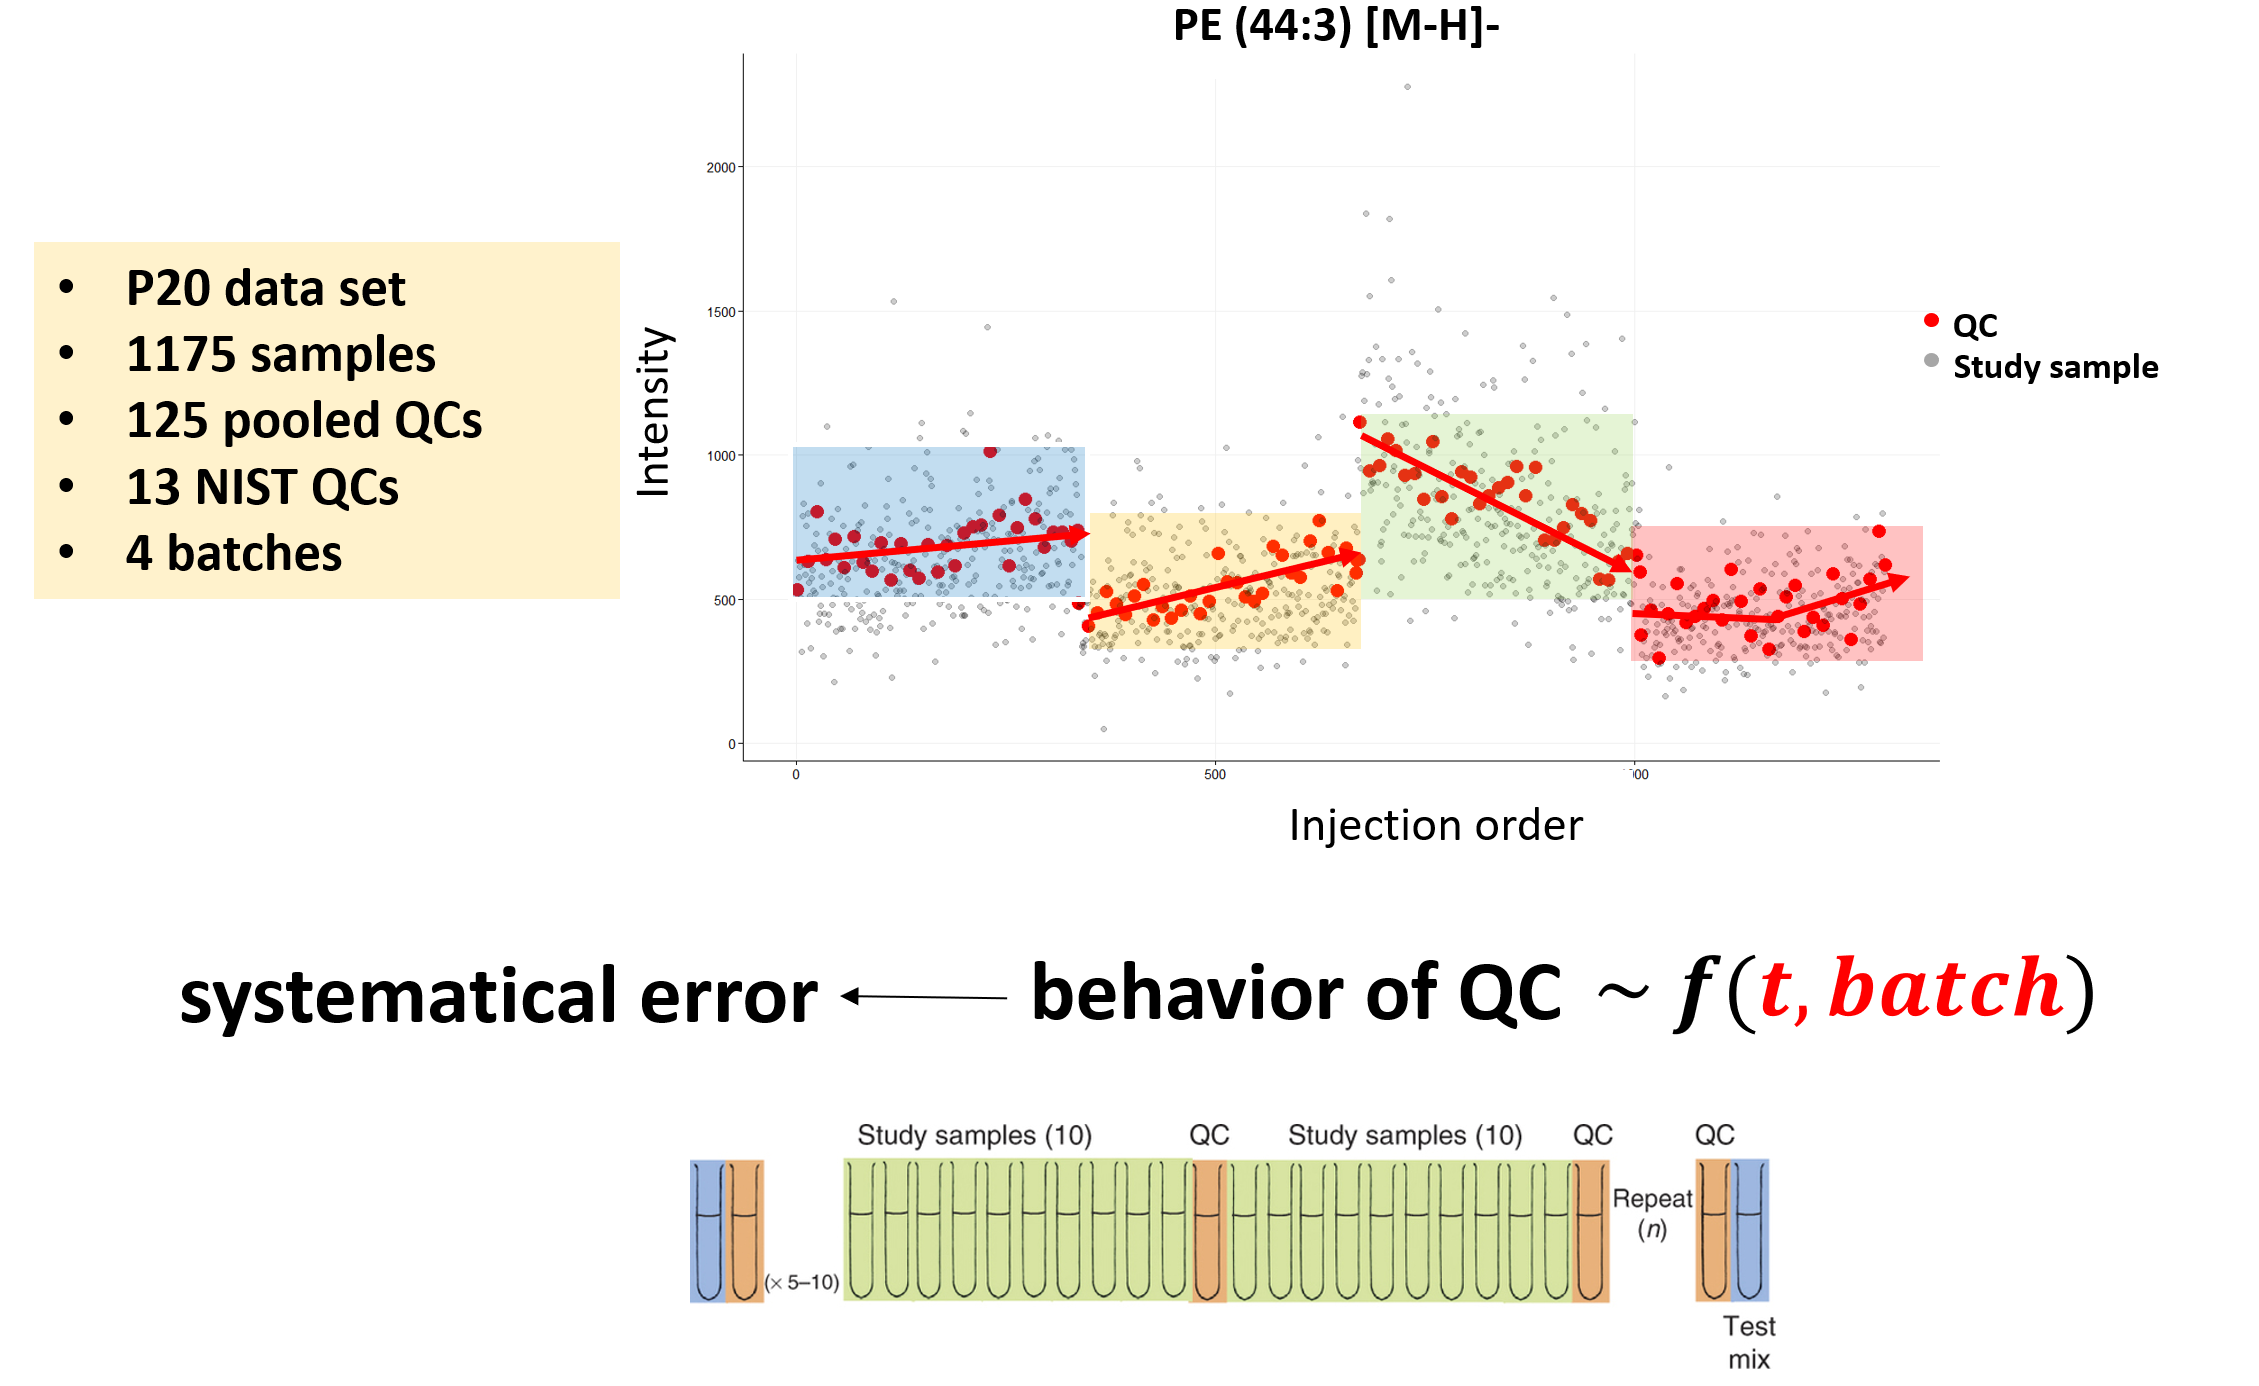 PE (44:3) [M-H]-
• P20 data set
• 1175 samples
• 125 pooled QCs
• 13 NIST QCs
• 4 batches
Intensity
2000
1500
1000
500
0
0 500 00
Injection order
QC
Study sample
systematical error behavior of QC ~ f(t, batch)
Study samples (10) QC Study samples (10) QC QC
(× 5–10)
Repeat
(n)
Test
mix